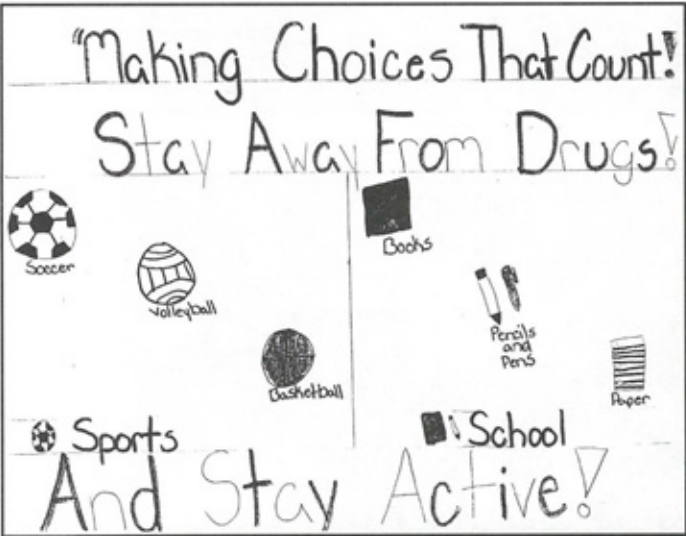 "Making Choices That Count!
Stay Away From Drugs!
Soccer
Volleyball
Basketball
Sports
Books
Pencils
and
Pens
Paper
School
And Stay Active!